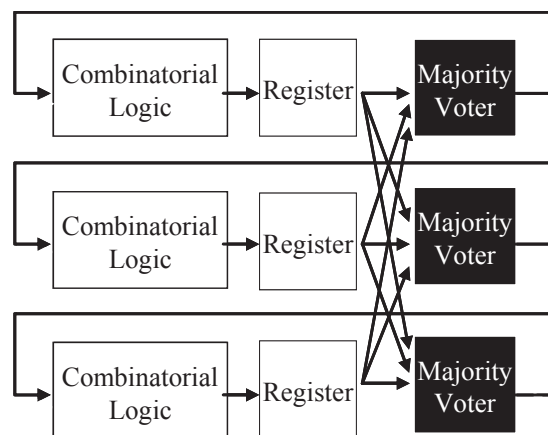 Combinatorial
Logic
Register
Majority
Voter
Combinatorial
Logic
Register
Majority
Voter
Combinatorial
Logic
Register
Majority
Voter